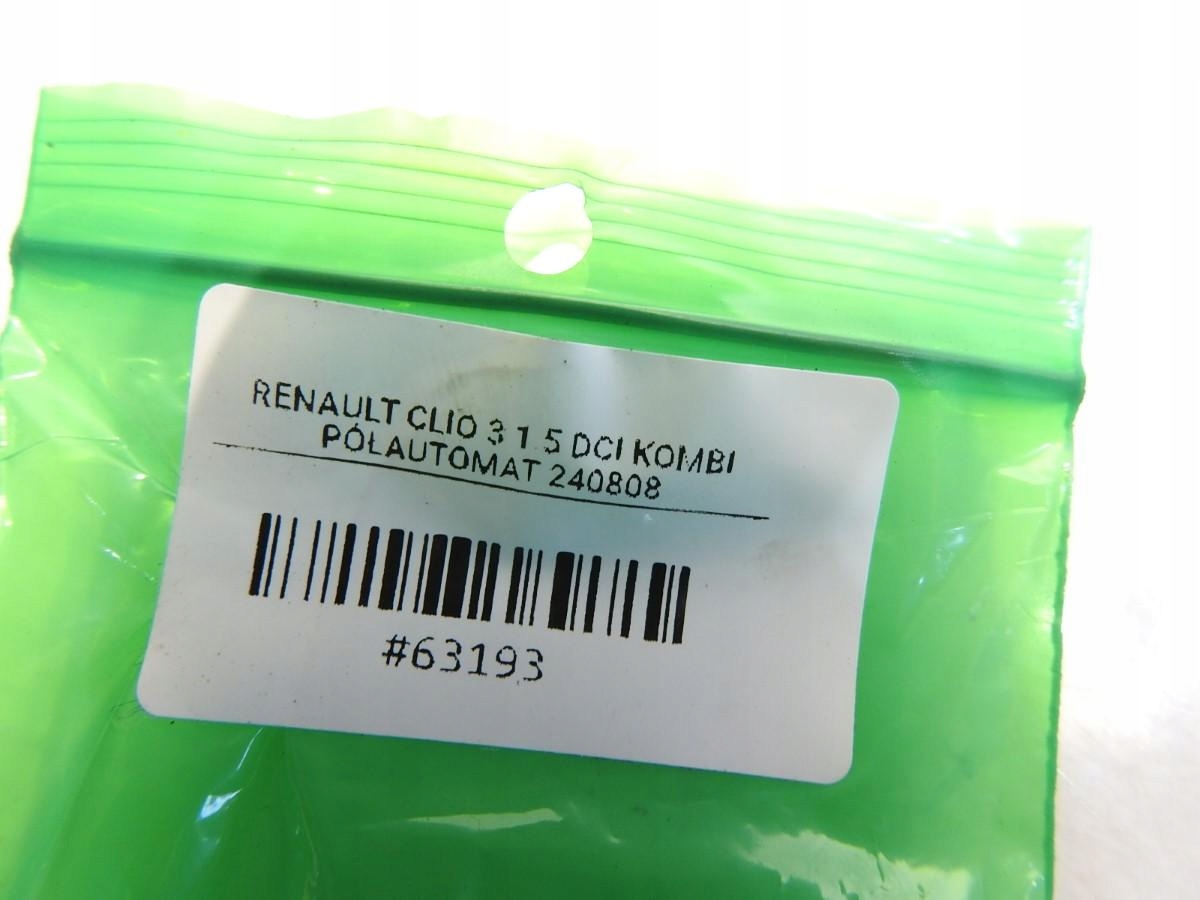 RENAULT CLIO 3 1.5 DCI KOMBI
PÓŁAUTOMAT 240808
#63193